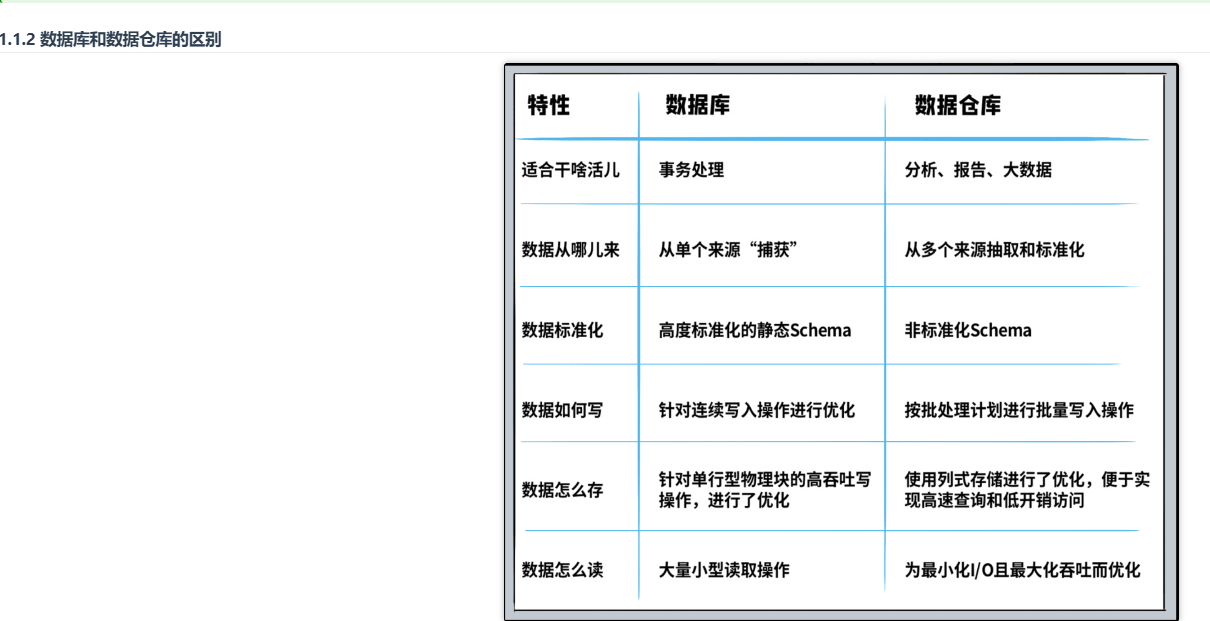 1.1.2 数据库和数据仓库的区别
特性 数据库 数据仓库
适合干啥活儿 事务处理 分析、报告、大数据
数据从哪儿来 从单个来源“捕获” 从多个来源抽取和标准化
数据标准化 高度标准化的静态Schema 非标准化Schema
数据如何写 针对连续写入操作进行优化 按批处理计划进行批量写入操作
数据怎么存 针对单行型物理块的高吞吐写 使用列式存储进行了优化，便于实
操作，进行了优化 现高速查询和低开销访问
数据怎么读 大量小型读取操作 为最小化I/O且最大化吞吐而优化